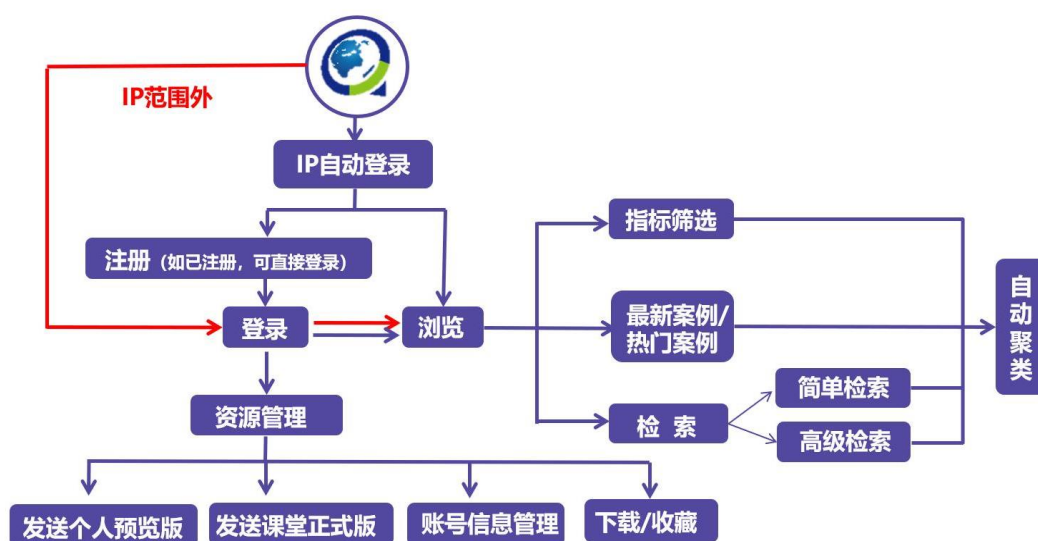 IP范围外
IP自动登录
注册（如已注册，可直接登录）
登录
浏览
资源管理
发送个人预览版
发送课堂正式版
账号信息管理
下载/收藏
指标筛选
最新案例/
热门案例
检 索
简单检索
高级检索
自动聚类